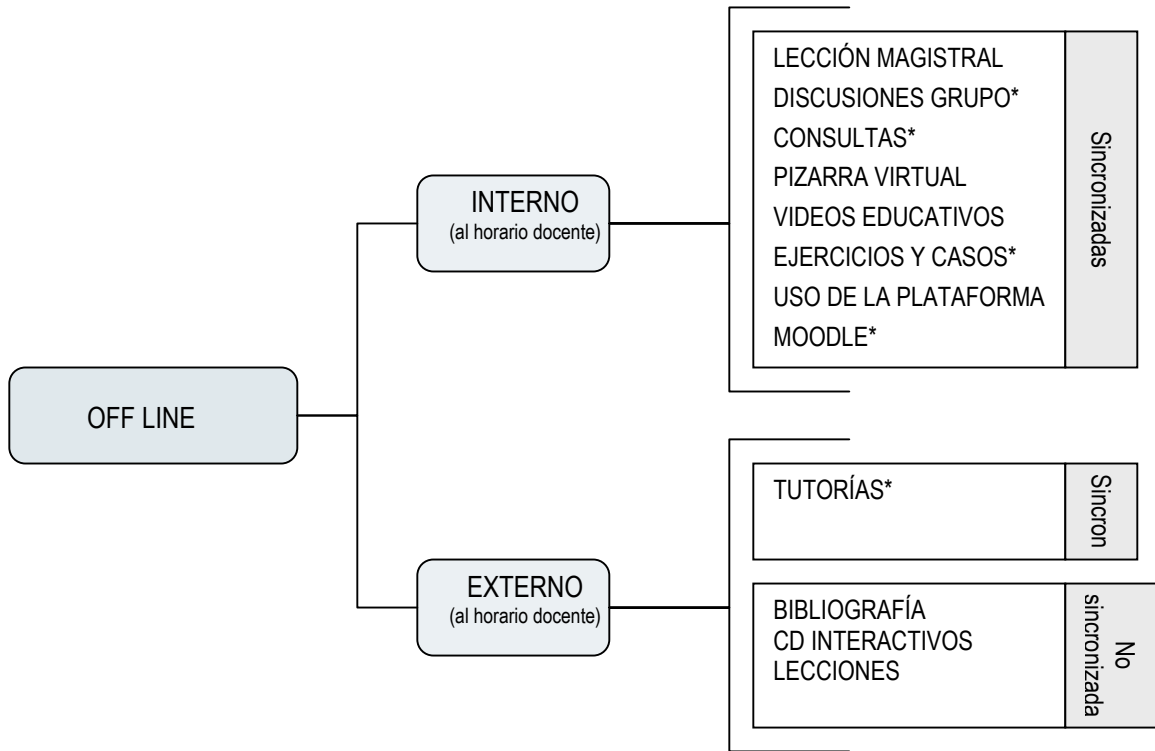 LECCIÓN MAGISTRAL
DISCUSIONES GRUPO*
CONSULTAS*
PIZARRA VIRTUAL
VIDEOS EDUCATIVOS
EJERCICIOS Y CASOS*
USO DE LA PLATAFORMA
MOODLE*
Sincronizadas
INTERNO
(al horario docente)
OFF LINE
TUTORÍAS*
Sincron
EXTERNO
(al horario docente)
BIBLIOGRAFÍA
CD INTERACTIVOS
LECCIONES
No
sincronizada